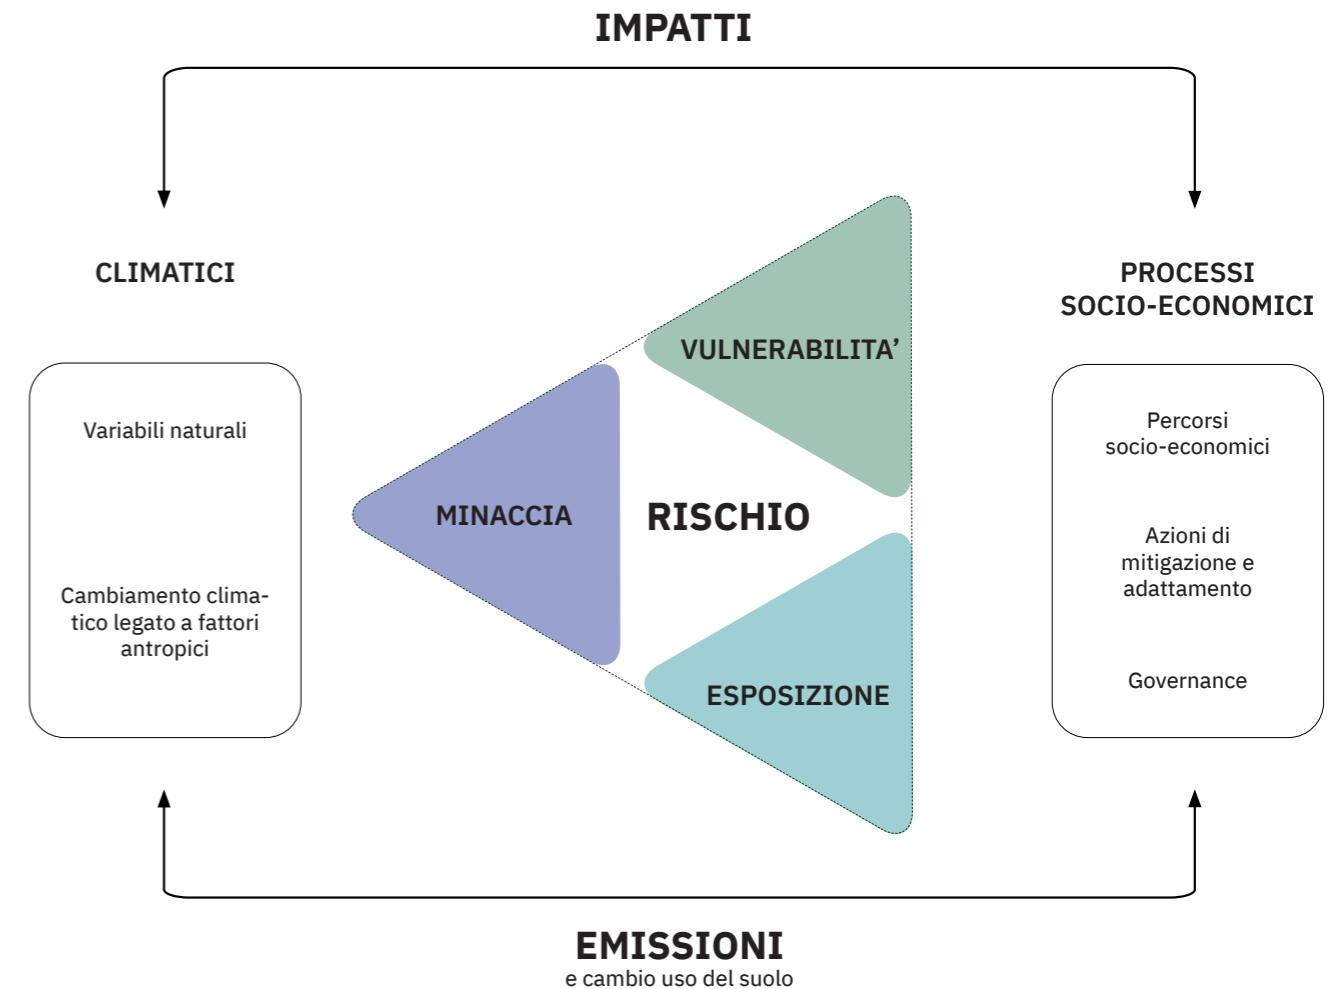 IMPATTI
CLIMATICI
Variabili naturali
Cambiamento clima-
tico legato a fattori
antropici
VULNERABILITA’
MINACCIA
RISCHIO
ESPOSIZIONE
PROCESSI
SOCIO-ECONOMICI
Percorsi
socio-economici
Azioni di
mitigazione e
adattamento
Governance
EMISSIONI
e cambio uso del suolo